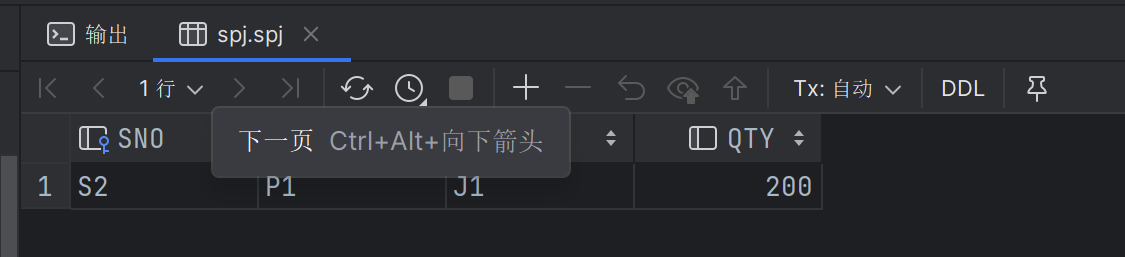 输出 spj.spj
1 行 Tx: 自动 DDL
下一页 Ctrl+Alt+向下箭头
SNO QTY
1 S2 P1 J1 200